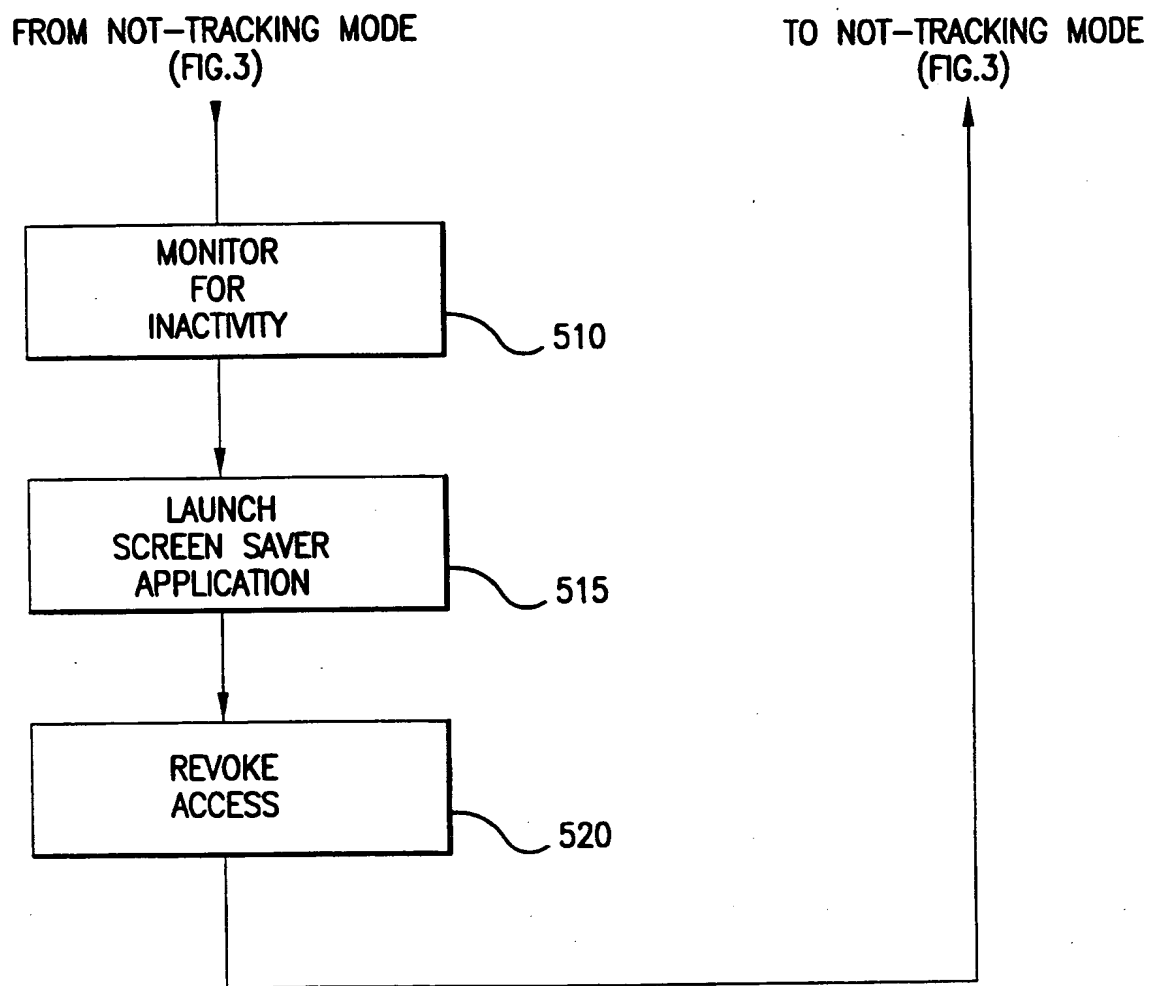 FROM NOT-TRACKING MODE
(FIG.3)
TO NOT-TRACKING MODE
(FIG.3)
MONITOR
FOR
INACTIVITY
510
LAUNCH
SCREEN SAVER
APPLICATION
515
REVOKE
ACCESS
520